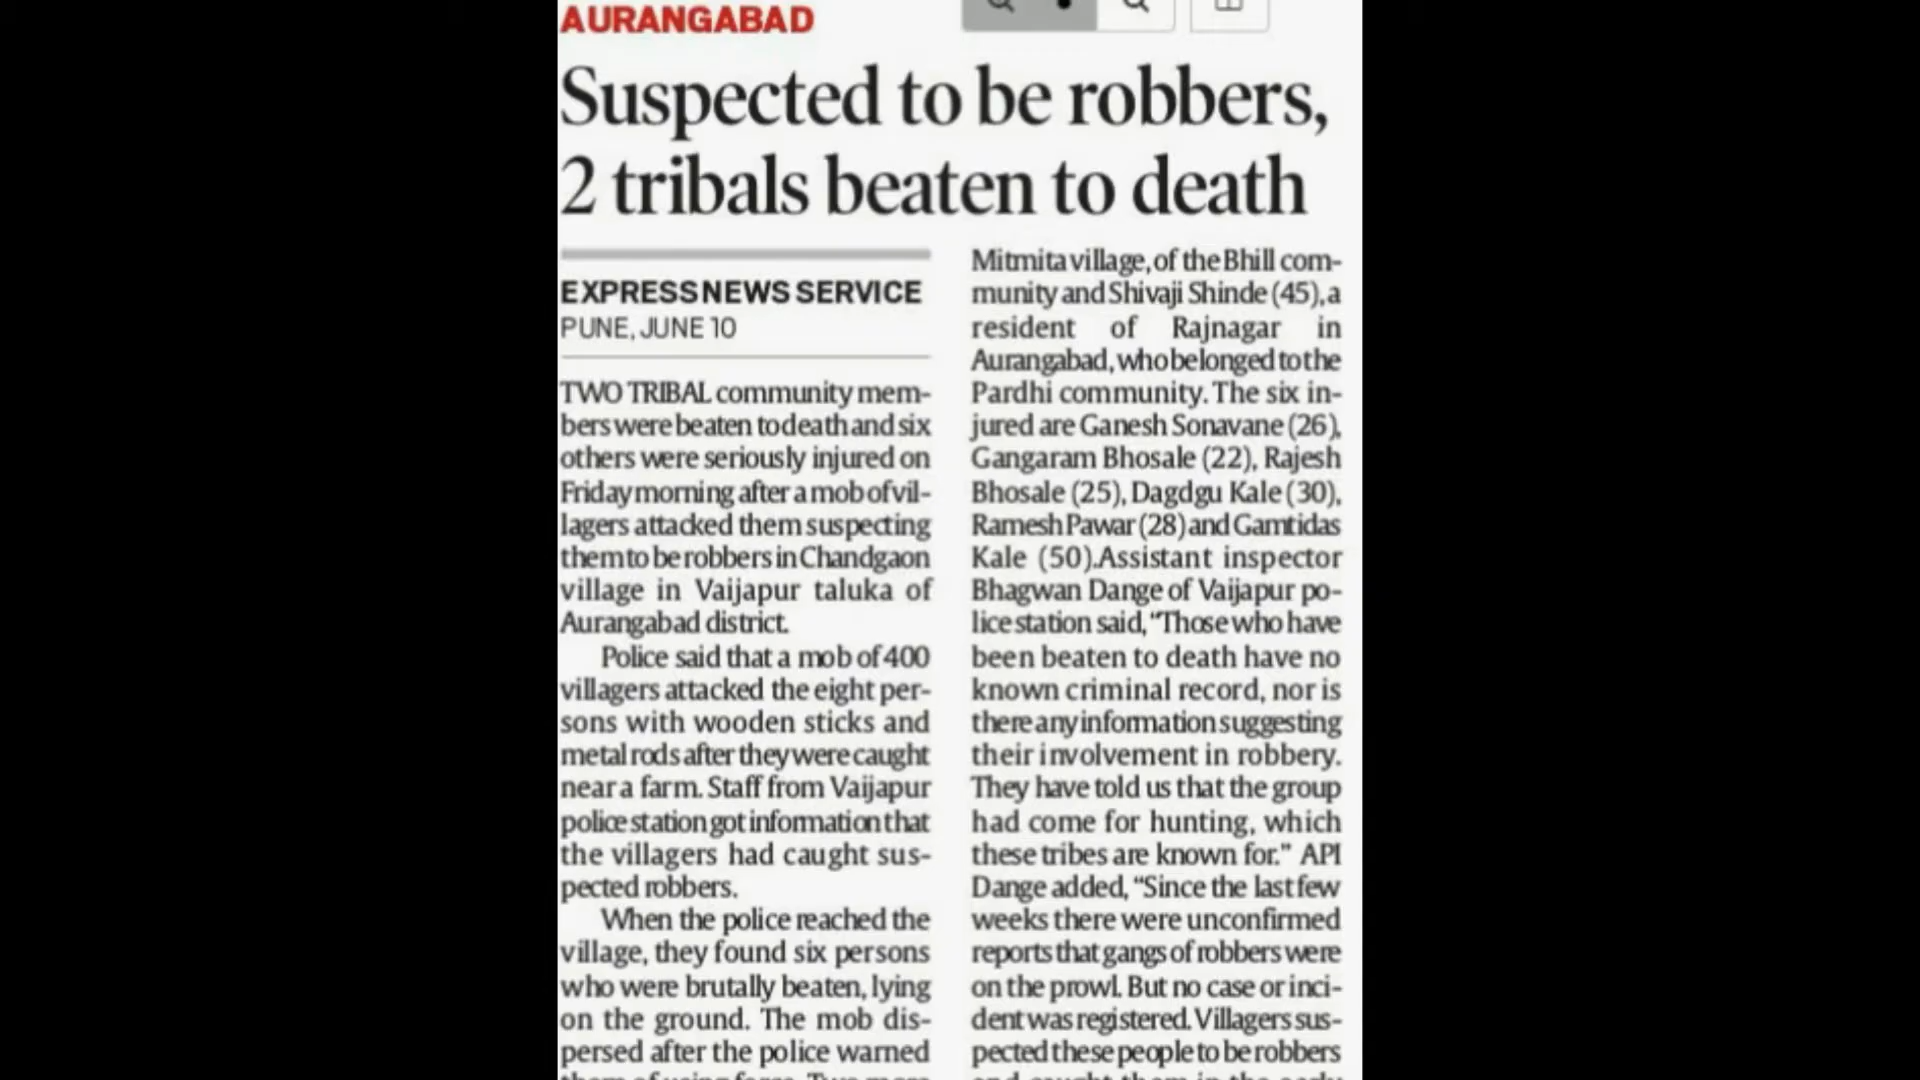 AURANGABAD
Suspected to be robbers,
2 tribals beaten to death
EXPRESS NEWS SERVICE
PUNE, JUNE 10
TWO TRIBAL community mem-
bers were beaten to death and six
others were seriously injured on
Friday morning after a mob of vil-
lagers attacked them suspecting
them to be robbers in Chandgaon
village in Vaijapur taluka of
Aurangabad district.
Police said that a mob of 400
villagers attacked the eight per-
sons with wooden sticks and
metal rods after they were caught
near a farm. Staff from Vaijapur
police station got information that
the villagers had caught sus-
pected robbers.
When the police reached the
village, they found six persons
who were brutally beaten, lying
on the ground. The mob dis-
persed after the police warned
them of using force. Two more
Mitmita village, of the Bhill com-
munity and Shivaji Shinde (45), a
resident of Rajnagar in
Aurangabad, who belonged to the
Pardhi community. The six in-
jured are Ganesh Sonavane (26),
Gangaram Bhosale (22), Rajesh
Bhosale (25), Dagdgu Kale (30),
Ramesh Pawar (28) and Gamtidas
Kale (50).Assistant inspector
Bhagwan Dange of Vaijapur po-
lice station said, “Those who have
been beaten to death have no
known criminal record, nor is
there any information suggesting
their involvement in robbery.
They have told us that the group
had come for hunting, which
these tribes are known for.” API
Dange added, “Since the last few
weeks there were unconfirmed
reports that gangs of robbers were
on the prowl. But no case or inci-
dent was registered. Villagers sus-
pected these people to be robbers
and caught them in the early